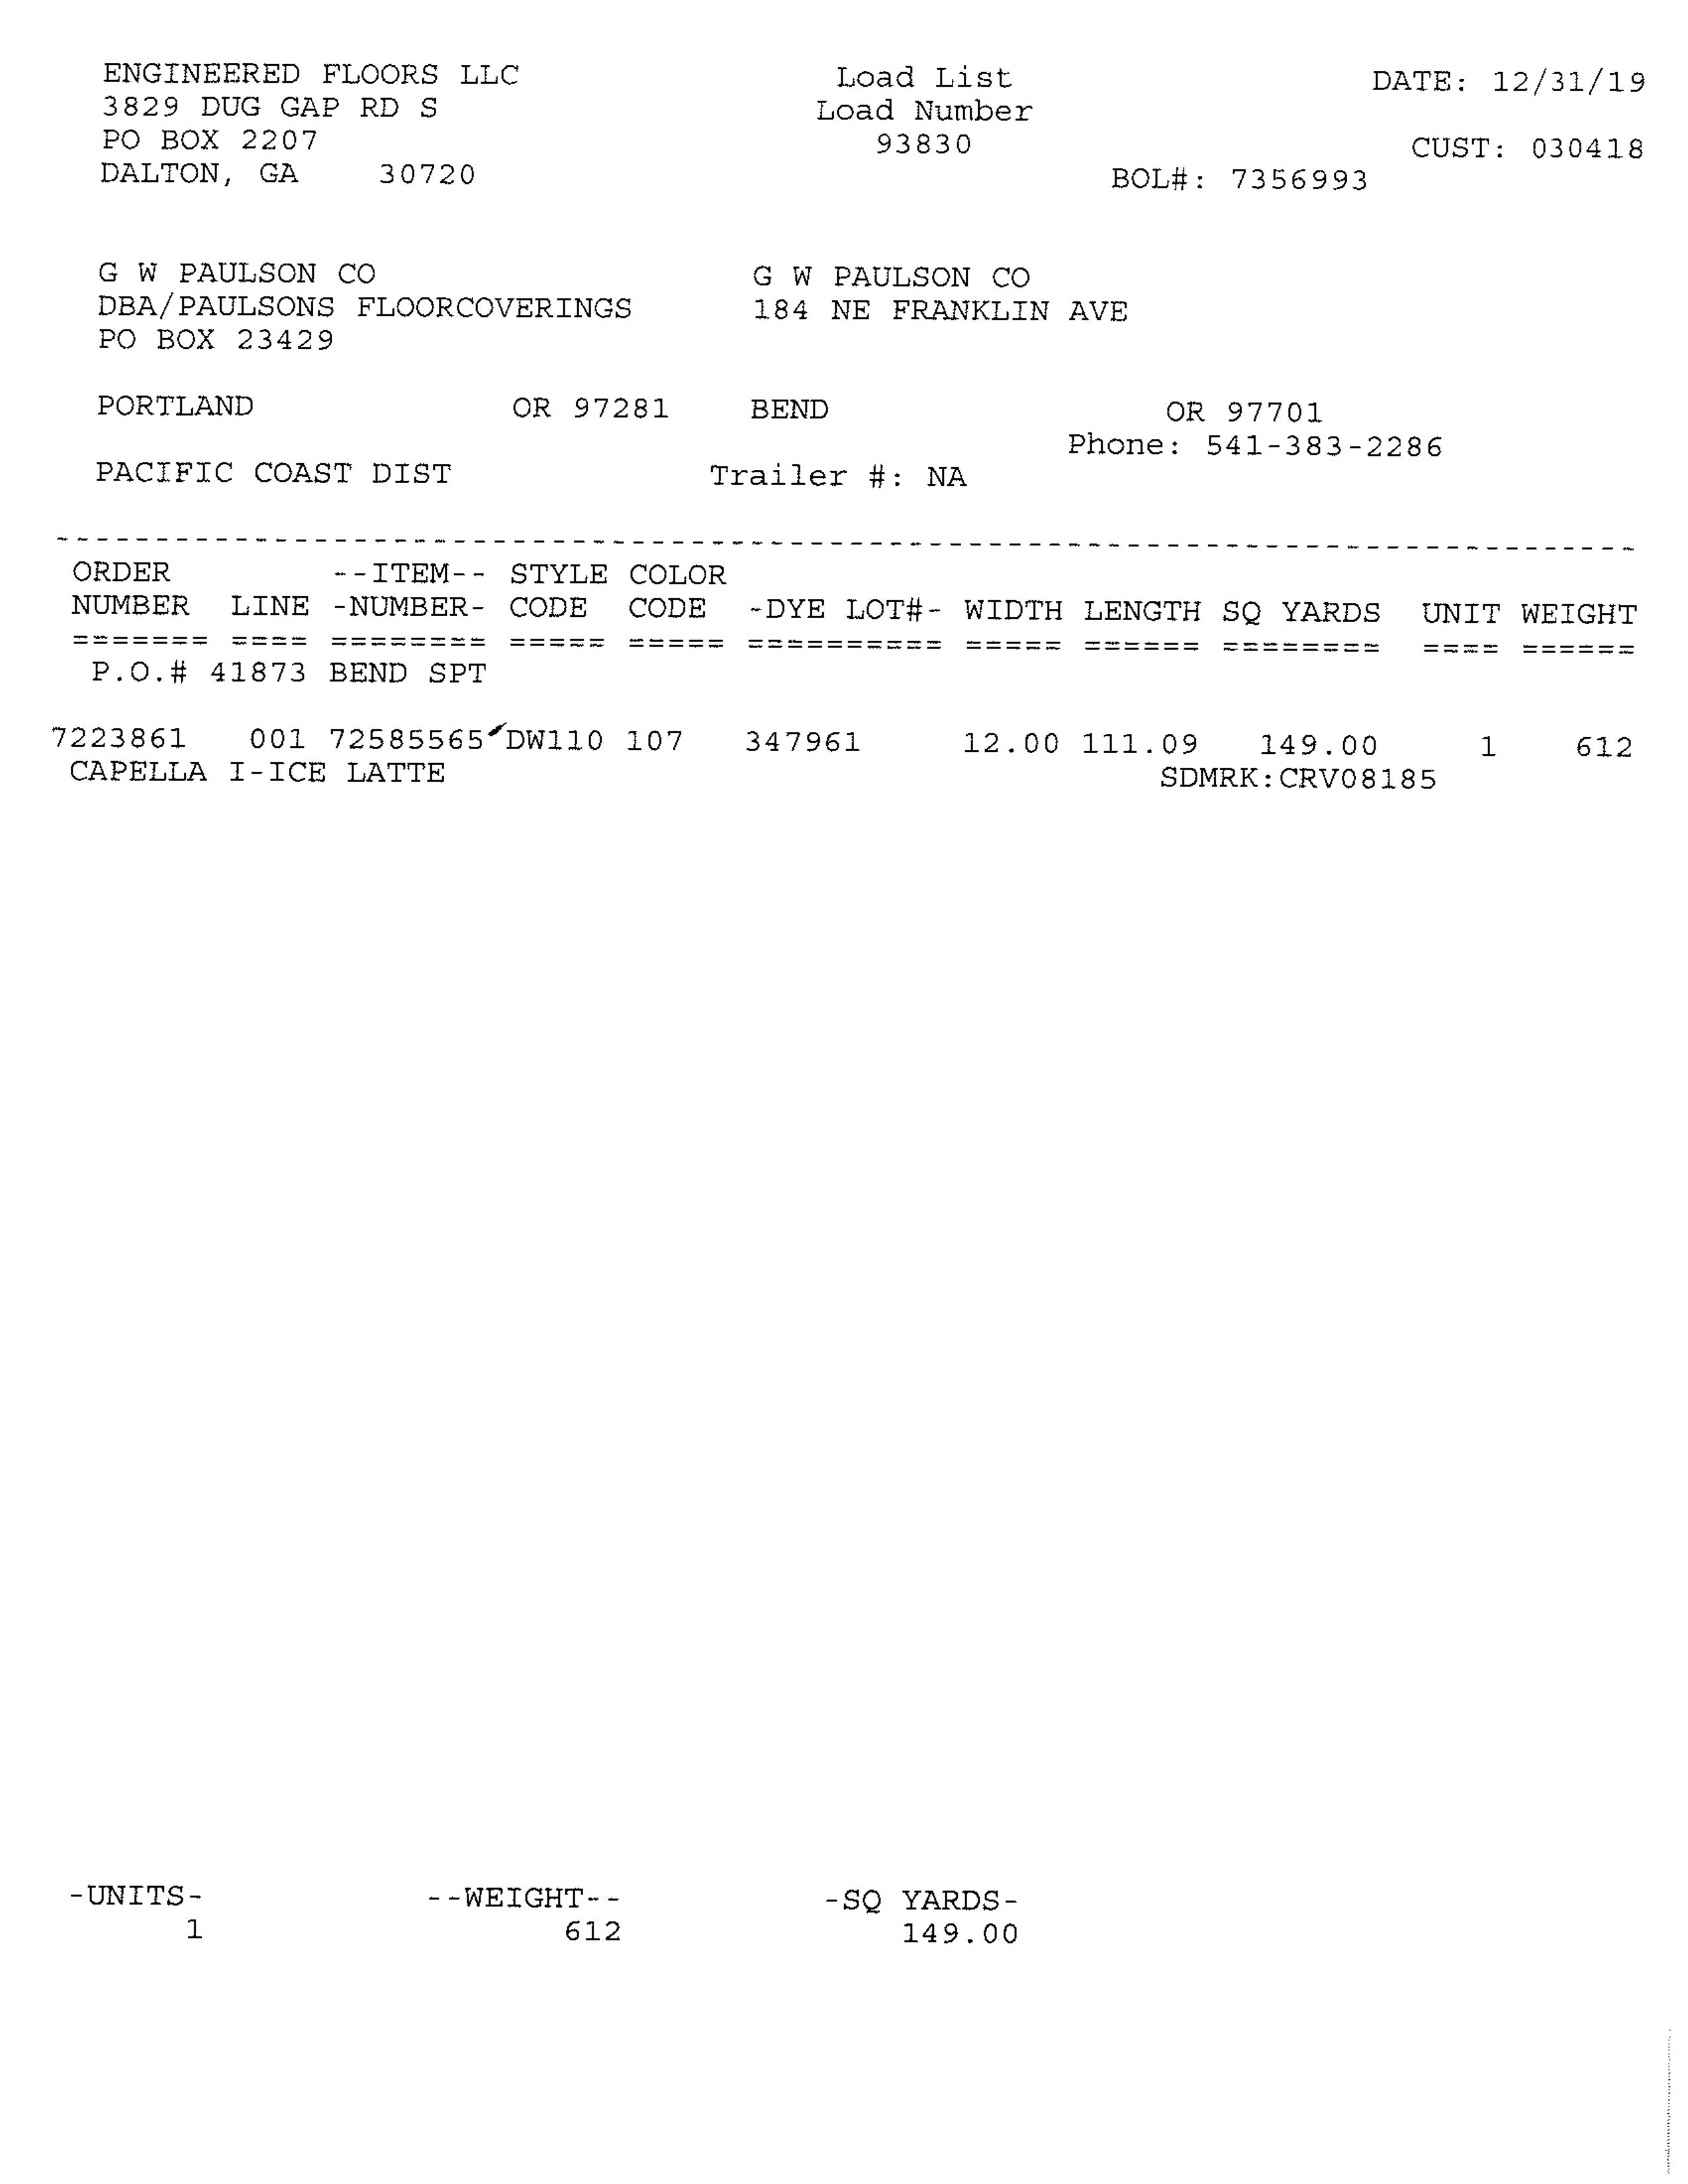 ENGINEERED FLOORS LLC Load List DATE: 12/31/19
3829 DUG GAP RD S Load Number
PO BOX 2207 93830 CUST: 030418
DALTON, GA 30720 BOL#: 7356993
G W PAULSON CO G W PAULSON CO
DBA/PAULSONS FLOORCOVERINGS 184 NE FRANKLIN AVE
PO BOX 23429
PORTLAND OR 97281 BEND OR 97701
Phone: 541-383-2286
PACIFIC COAST DIST Trailer #: NA
--------------------------------------------------------------------------------
ORDER --ITEM-- STYLE COLOR
NUMBER LINE -NUMBER- CODE CODE -DYE LOT#- WIDTH LENGTH SQ YARDS UNIT WEIGHT
======= ==== ======== ===== ===== ========== ===== ====== ======== ==== ======
P.O.# 41873 BEND SPT
7223861 001 72585565 DW110 107 347961 12.00 111.09 149.00 1 612
CAPELLA I-ICE LATTE SDMRK:CRV08185
-UNITS- --WEIGHT-- -SQ YARDS-
1 612 149.00